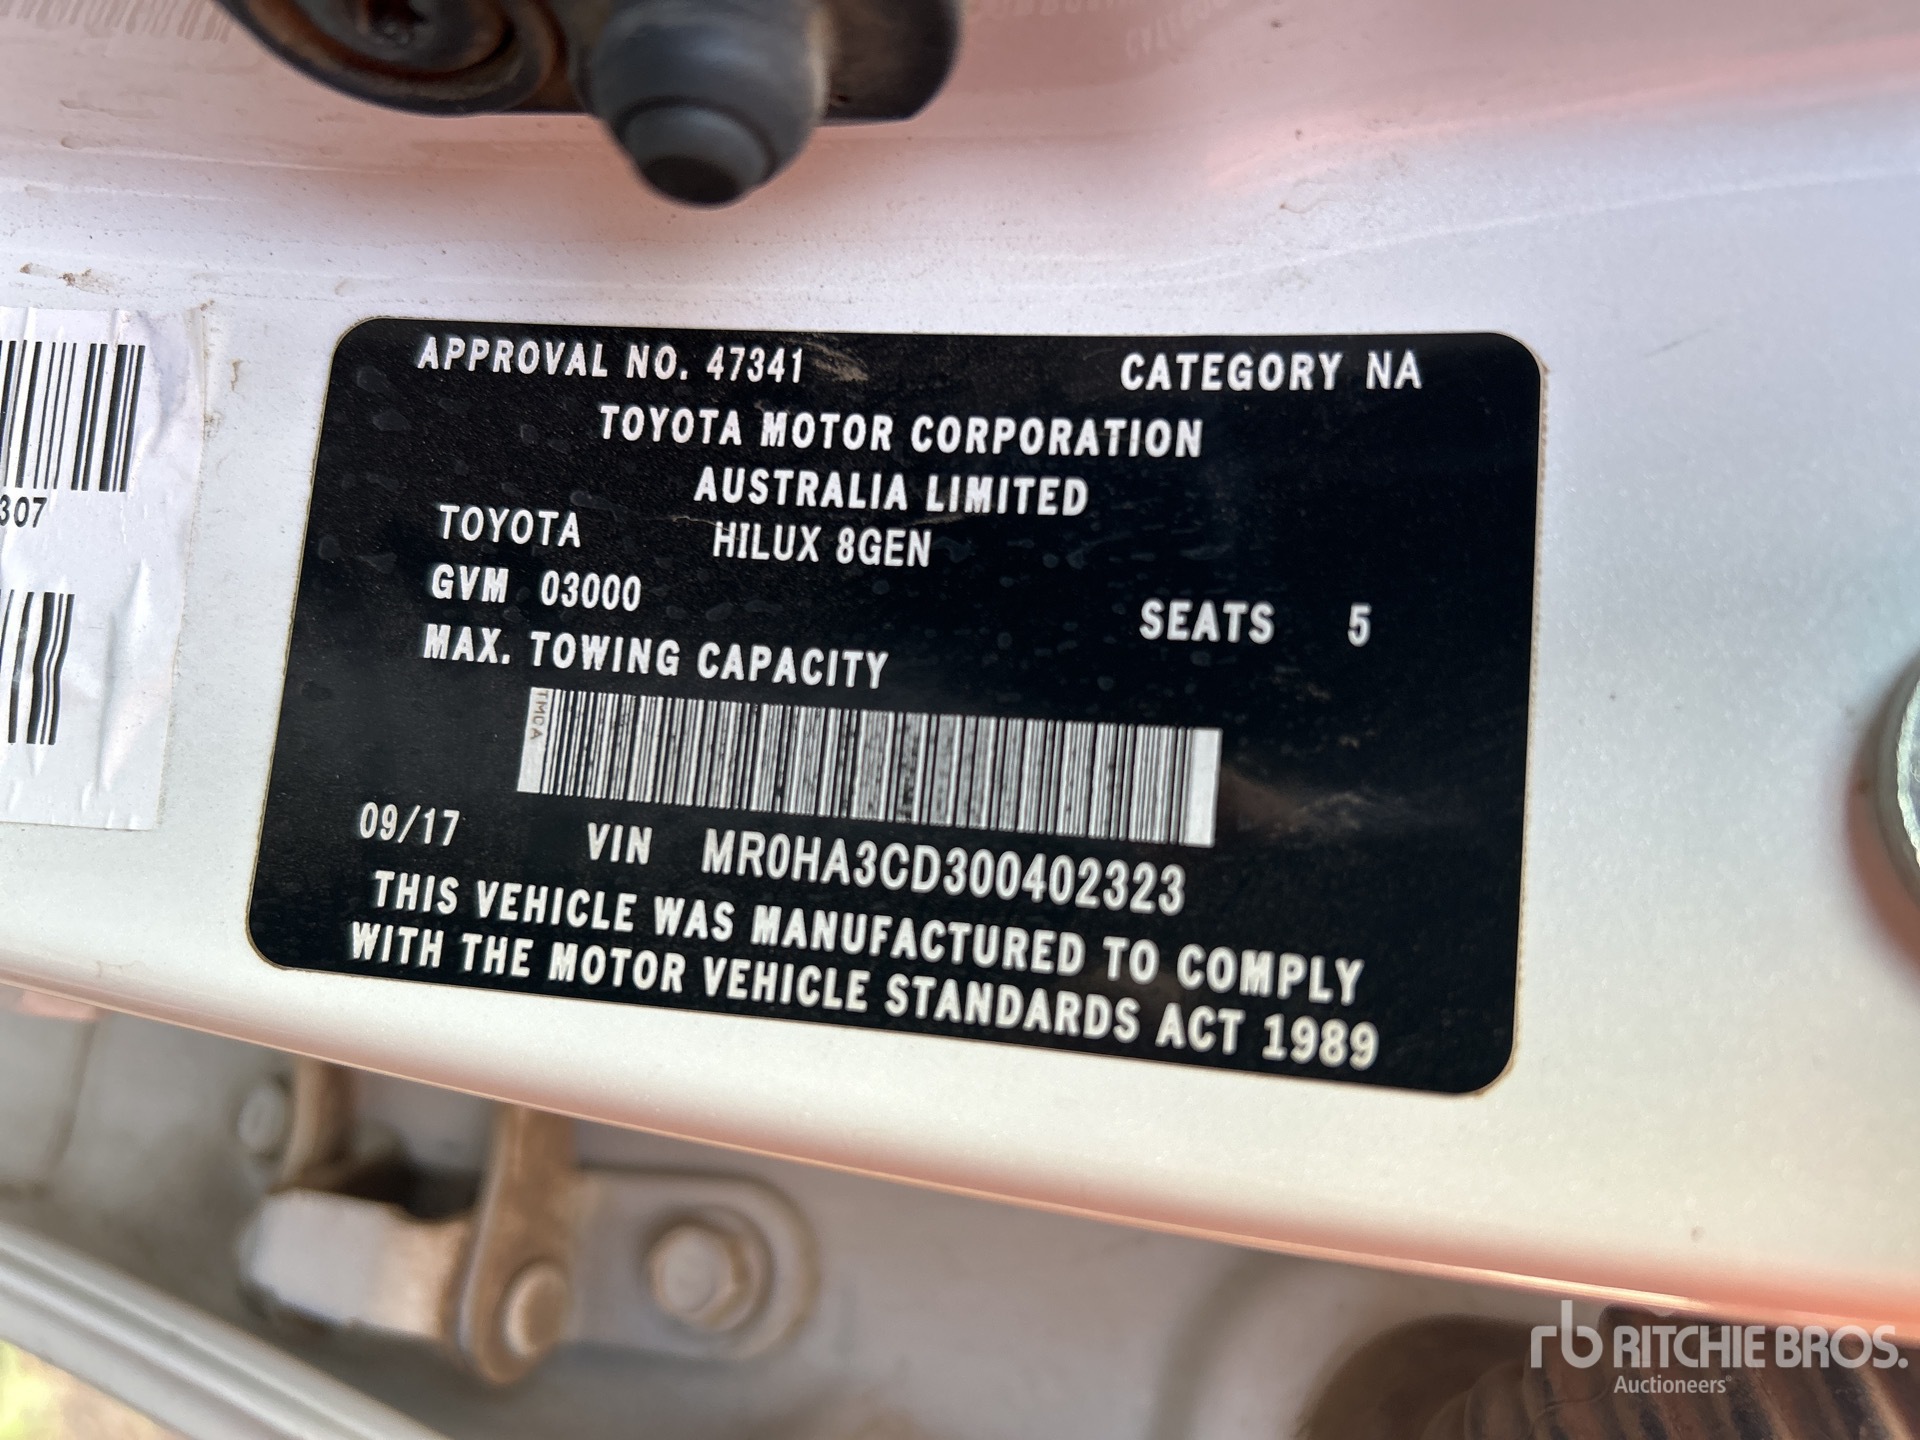 APPROVAL NO. 47341 CATEGORY NA
TOYOTA MOTOR CORPORATION
AUSTRALIA LIMITED
TOYOTA HILUX 8GEN
GVM 03000 SEATS 5
MAX. TOWING CAPACITY
TMCA
09/17 VIN MR0HA3CD300402323
THIS VEHICLE WAS MANUFACTURED TO COMPLY
WITH THE MOTOR VEHICLE STANDARDS ACT 1989
307
rb RITCHIE BROS.
Auctioneers